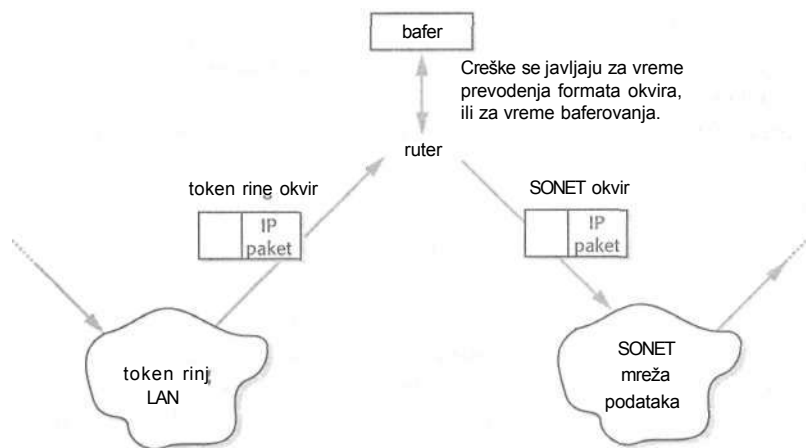 bafer
Creške se javljaju za vreme
prevodenja formata okvira,
ili za vreme baferovanja.
ruter
token ring okvir
SONET okvir
IP
paket
IP
paket
token rinj
LAN
SONET
mreža
podataka